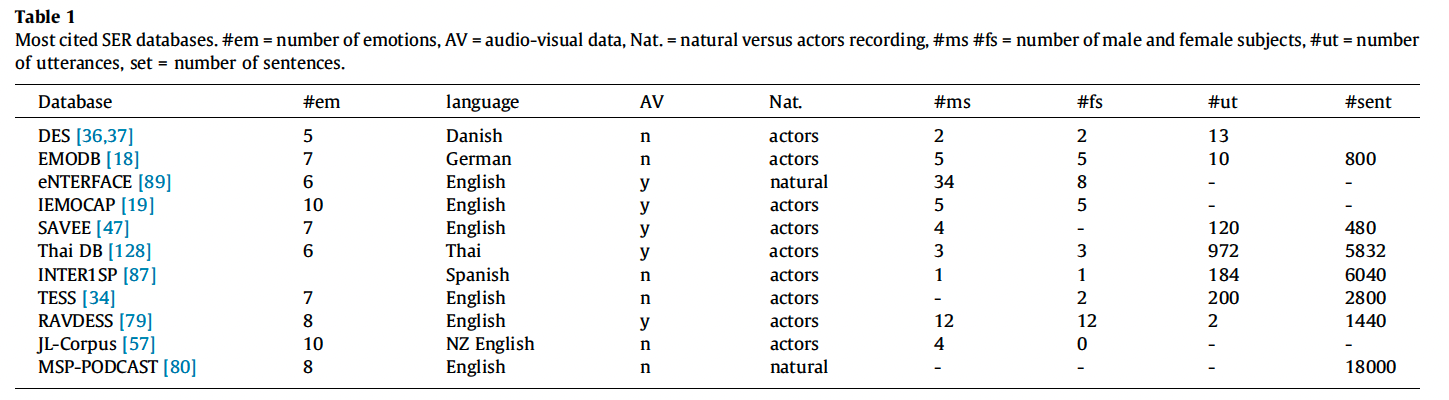 Table 1
Most cited SER databases. #em = number of emotions, AV = audio-visual data, Nat. = natural versus actors recording, #ms #fs = number of male and female subjects, #ut = number
of utterances, set = number of sentences.
Database #em language AV Nat. #ms #fs #ut #sent
DES [36,37] 5 Danish n actors 2 2 13
EMODB [18] 7 German n actors 5 5 10 800
eNTERFACE [89] 6 English y natural 34 8 - -
IEMOCAP [19] 10 English y actors 5 5 - -
SAVEE [47] 7 English y actors 4 - 120 480
Thai DB [128] 6 Thai y actors 3 3 972 5832
INTER1SP [87] Spanish n actors 1 1 184 6040
TESS [34] 7 English n actors - 2 200 2800
RAVDESS [79] 8 English y actors 12 12 2 1440
JL-Corpus [57] 10 NZ English n actors 4 0 - -
MSP-PODCAST [80] 8 English n natural - - - 18000